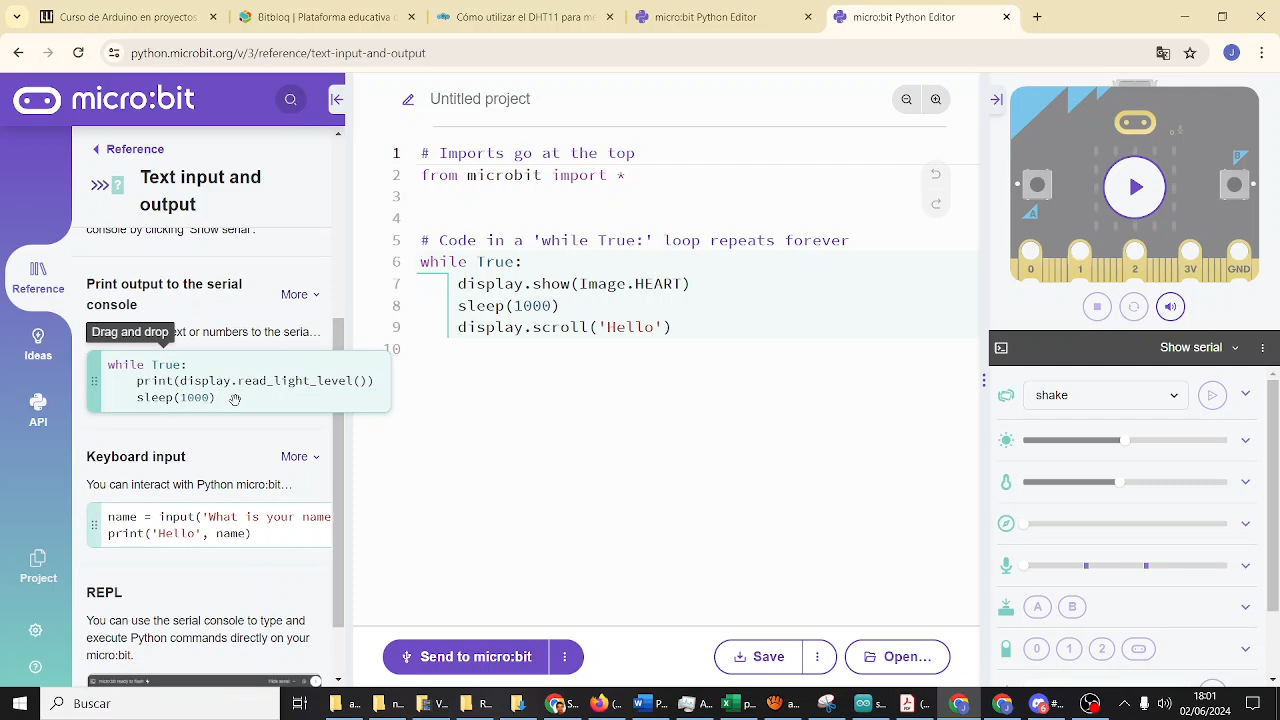 Curso de Arduino proyectos
Bitblog | Plataforma educativa
Cómo utilizar el DHT11 para m
micro:bit Python Editor
micro:bit Python Editor
python.microbit.org/v/3/reference/text-input-and-output
J
micro:bit
Reference
>>> ?
Text input and
output
console by clicking 'Show serial'.
Print output to the serial
console
More
Drag and drop
ext or numbers to the seria...
while True:
print(display.read_light_level())
sleep(1000)
Keyboard input
More
You can interact with Python micro:bit...
name = input('What is your name
print('Hello', name)
REPL
You can use the serial console to type and
execute Python commands directly on your
micro:bit.
Reference
Ideas
API
Project
Untitled project
1 # Imports go at the top
2 from microbit import *
3
4
5 # Code in a 'while True:' loop repeats forever
6 while True:
7 display.show(Image.HEART)
8 sleep(1000)
9 display.scroll('Hello')
10
Send to micro:bit
Save
Open...
A
B
0 1 2 3V GND
Show serial
shake
A B
0 1 2
Buscar
18:01
02/06/2024